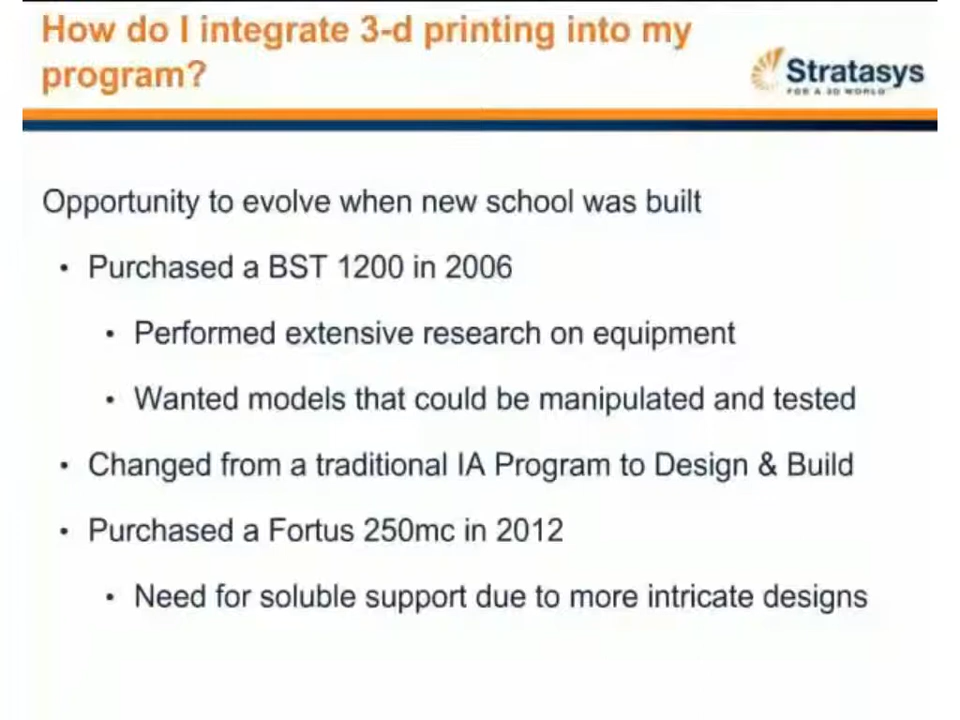 How do I integrate 3-d printing into my
program?
Stratasys
FOR A 3D WORLD
Opportunity to evolve when new school was built
• Purchased a BST 1200 in 2006
• Performed extensive research on equipment
• Wanted models that could be manipulated and tested
• Changed from a traditional IA Program to Design & Build
• Purchased a Fortus 250mc in 2012
• Need for soluble support due to more intricate designs